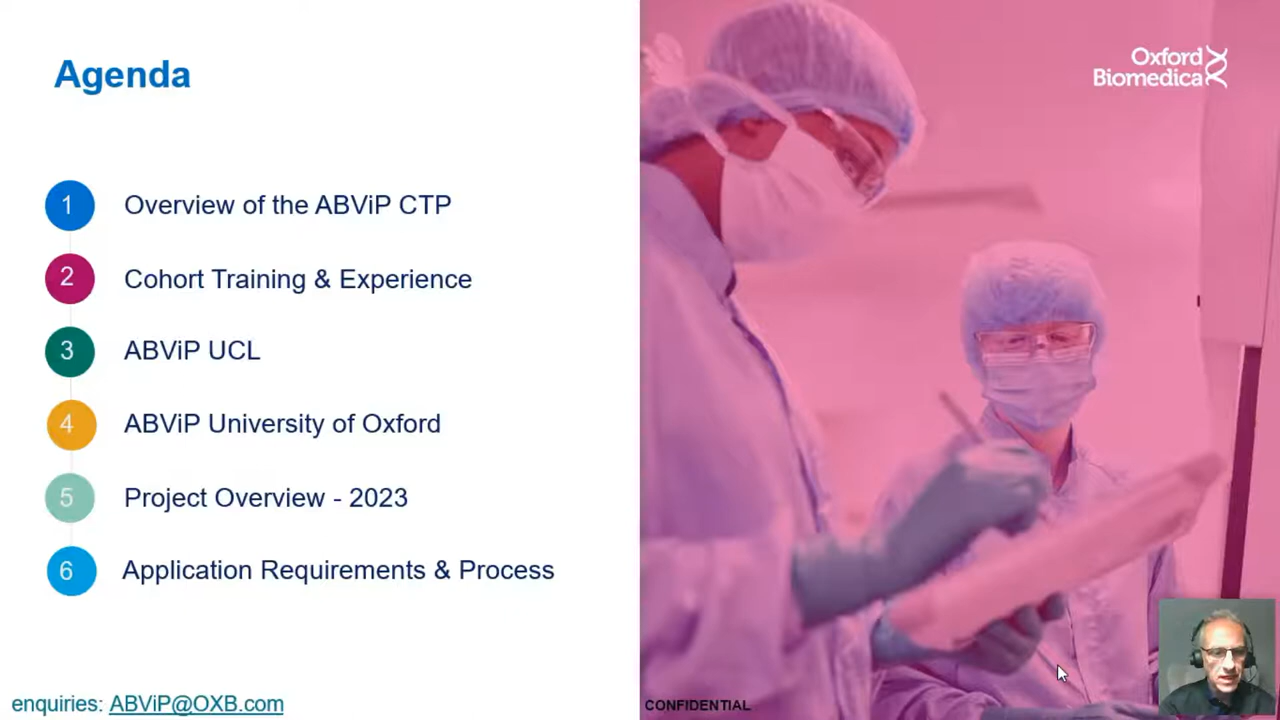 Agenda
Oxford
Biomedica
1 Overview of the ABViP CTP
2 Cohort Training & Experience
3 ABViP UCL
4 ABViP University of Oxford
5 Project Overview - 2023
6 Application Requirements & Process
enquiries: ABViP@OXB.com
CONFIDENTIAL